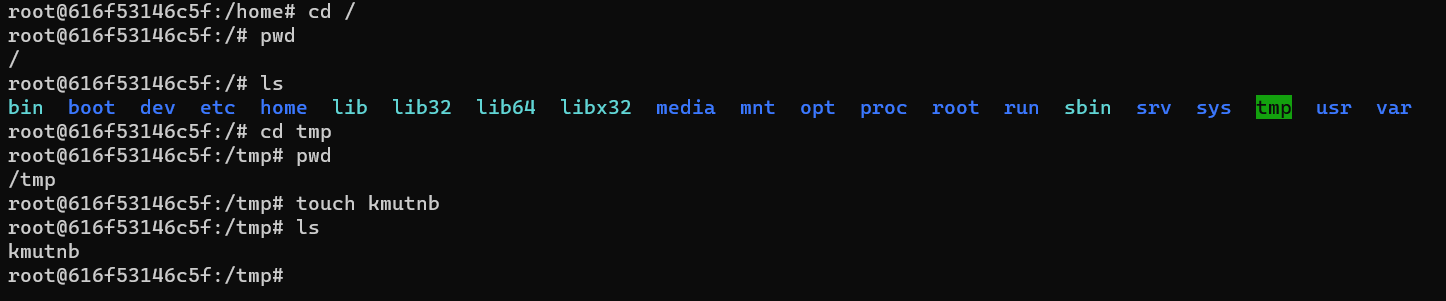 root@616f53146c5f:/home# cd /
root@616f53146c5f:/# pwd
/
root@616f53146c5f:/# ls
bin  boot  dev  etc  home  lib  lib32  lib64  libx32  media  mnt  opt  proc  root  run  sbin  srv  sys  tmp  usr  var
root@616f53146c5f:/# cd tmp
root@616f53146c5f:/tmp# pwd
/tmp
root@616f53146c5f:/tmp# touch kmutnb
root@616f53146c5f:/tmp# ls
kmutnb
root@616f53146c5f:/tmp#